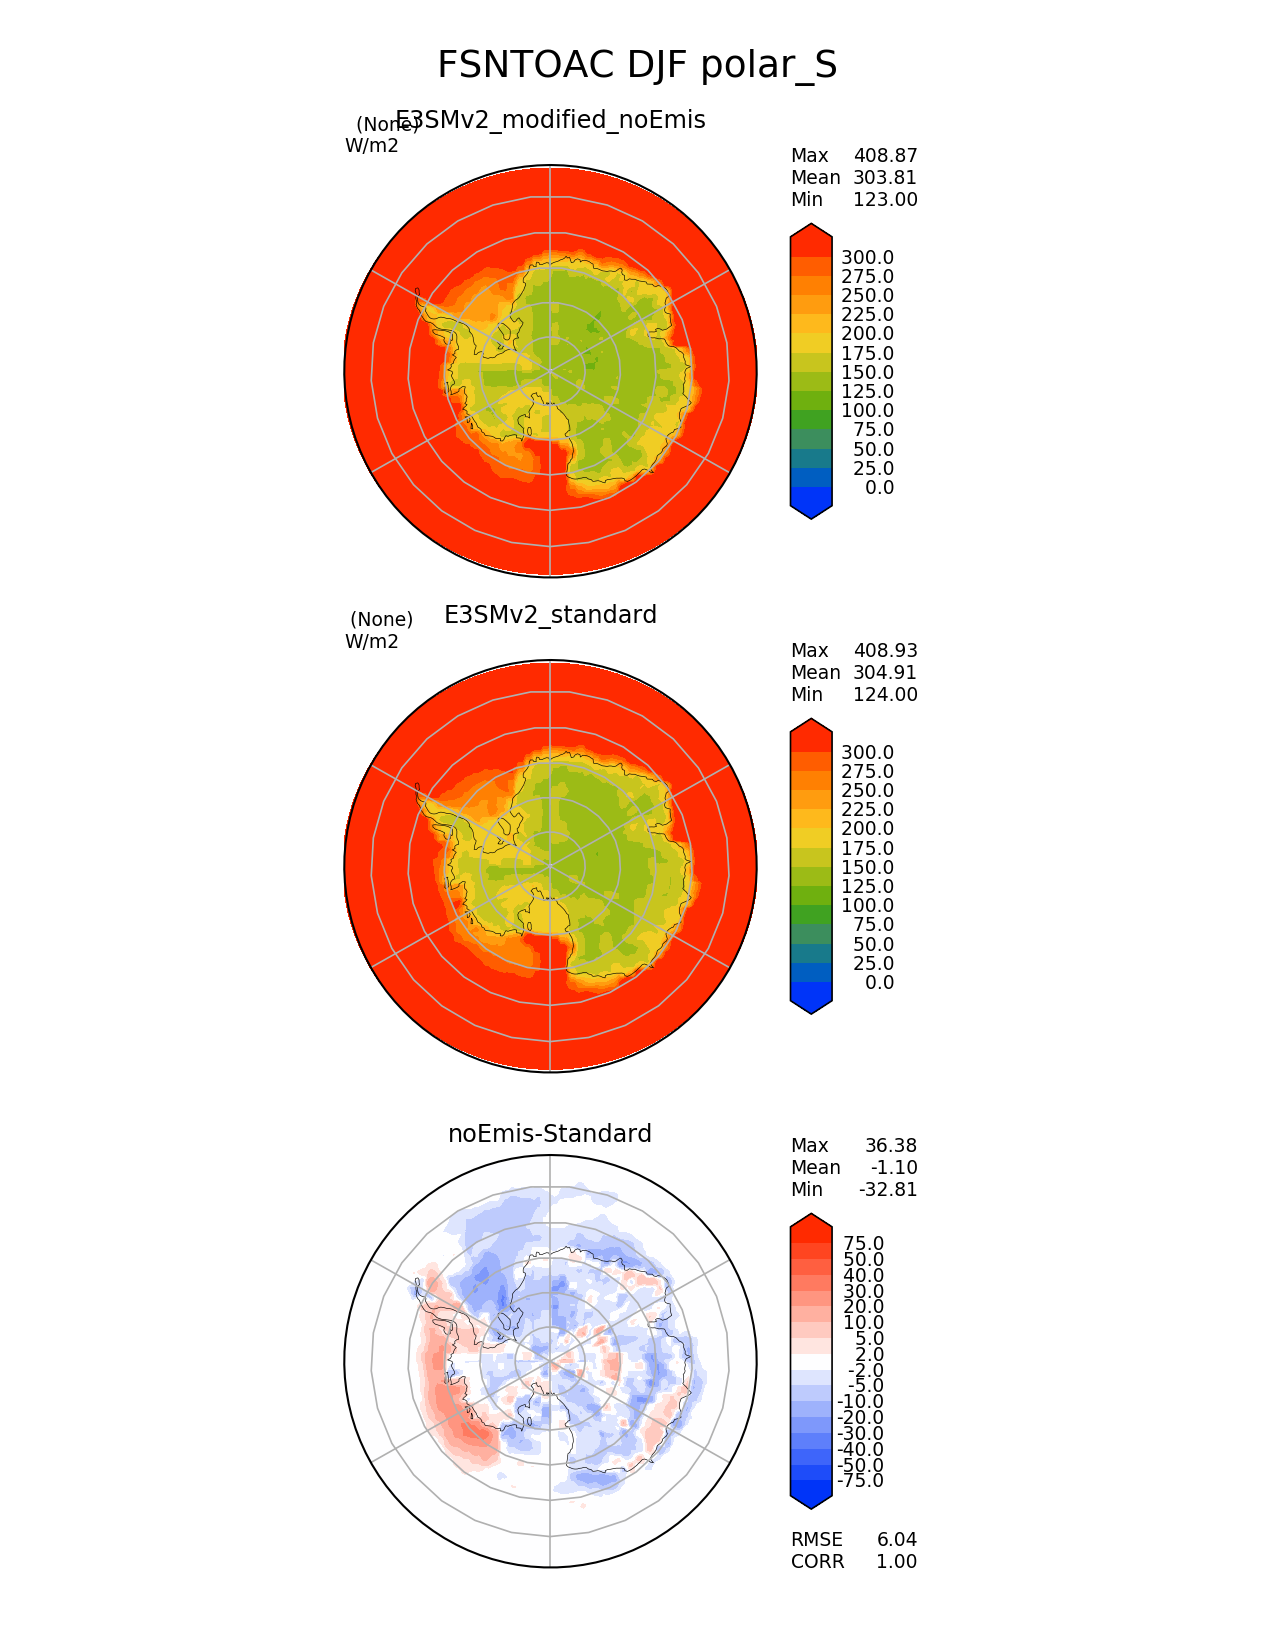 FSNTOAC DJF polar_S
(None)
E3SMv2_modified_noEmis
W/m2
Max 408.87
Mean 303.81
Min 123.00
300.0
275.0
250.0
225.0
200.0
175.0
150.0
125.0
100.0
75.0
50.0
25.0
0.0
(None)
E3SMv2_standard
W/m2
Max 408.93
Mean 304.91
Min 124.00
300.0
275.0
250.0
225.0
200.0
175.0
150.0
125.0
100.0
75.0
50.0
25.0
0.0
noEmis-Standard
Max 36.38
Mean -1.10
Min -32.81
75.0
50.0
40.0
30.0
20.0
10.0
5.0
2.0
-2.0
-5.0
-10.0
-20.0
-30.0
-40.0
-50.0
-75.0
RMSE 6.04
CORR 1.00